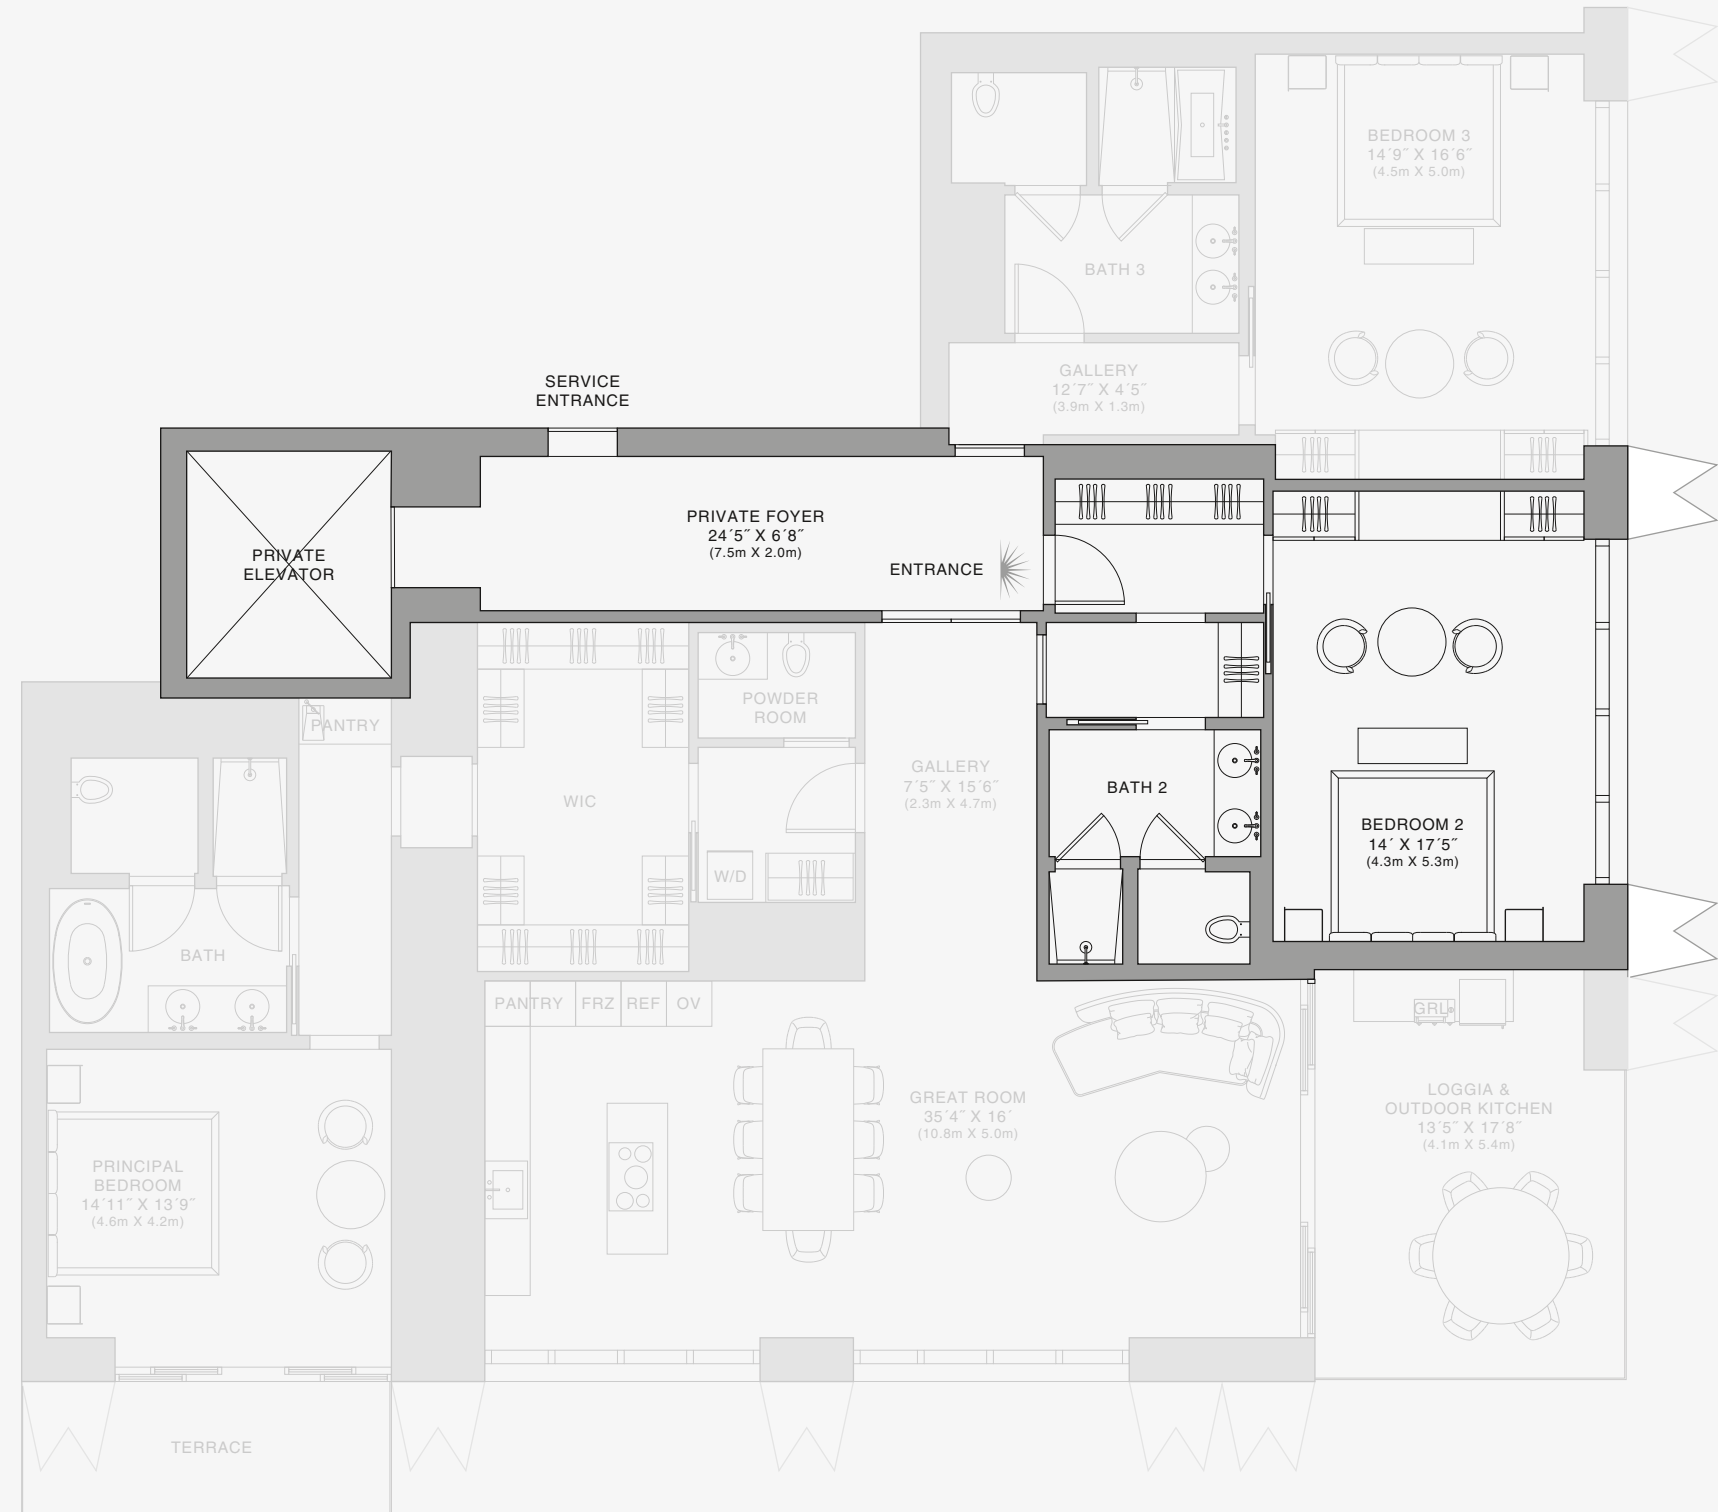 BEDROOM 3
14´9˝ X 16´6˝
(4.5m X 5.0m)
BATH 3
GALLERY
12´7˝ X 4´5˝
(3.9m X 1.3m)
SERVICE
ENTRANCE
PRIVATE FOYER
24´5˝ X 6´8˝
(7.5m X 2.0m)
ENTRANCE
PRIVATE
ELEVATOR
PANTRY
POWDER
ROOM
WIC
GALLERY
7´5˝ X 15´6˝
(2.3m X 4.7m)
BATH 2
BEDROOM 2
14´ X 17´5˝
(4.3m X 5.3m)
W/D
BATH
PANTRY
FRZ
REF
OV
GRL
GREAT ROOM
35´4˝ X 16´
(10.8m X 5.0m)
LOGGIA &
OUTDOOR KITCHEN
13´5˝ X 17´8˝
(4.1m X 5.4m)
PRINCIPAL
BEDROOM
14´11˝ X 13´9˝
(4.6m X 4.2m)
TERRACE